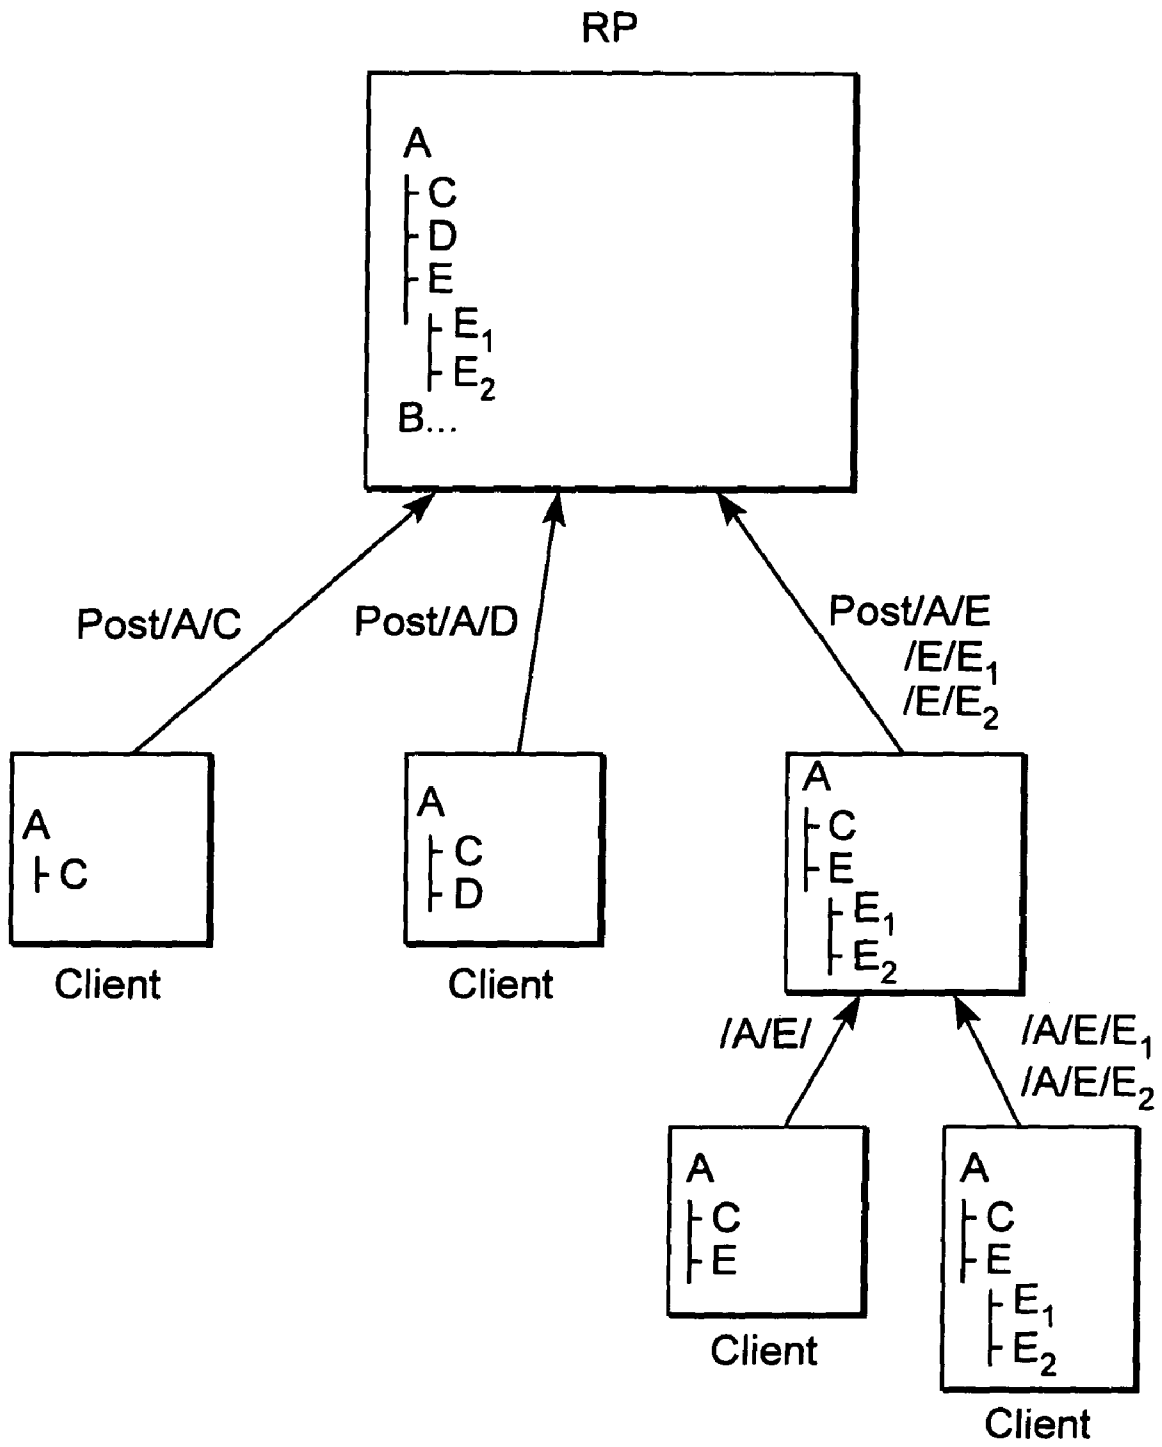 RP
A
C
D
E
E₁
E₂
B...
Post/A/C
Post/A/D
Post/A/E
/E/E₁
/E/E₂
A
C
Client
A
C
D
Client
A
C
E
E₁
E₂
/A/E/
/A/E/E₁
/A/E/E₂
A
C
E
Client
A
C
E
E₁
E₂
Client